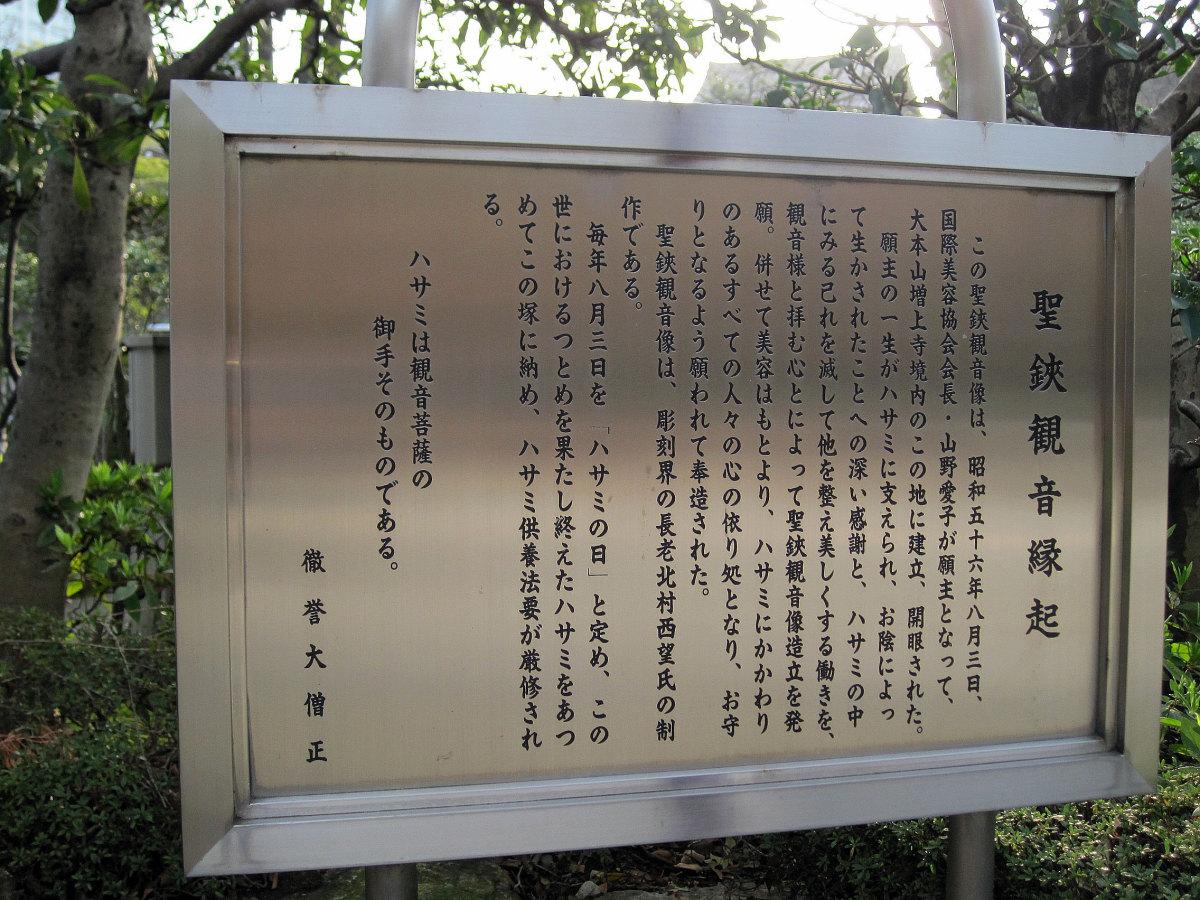 聖鋏観音縁起
この聖鋏観音像は、昭和五十六年八月三日、
国際美容協会会長・山野愛子が願主となって、
大本山増上寺境内のこの地に建立、開眼された。
願主の一生がハサミに支えられ、お陰によっ
て生かされたことへの深い感謝と、ハサミの中
にみる己れを滅して他を整え美しくする働きを、
観音様と拝む心とによって聖鋏観音像造立を発
願。併せて美容はもとより、ハサミにかかわり
のあるすべての人々の心の依り処となり、お守
りとなるよう願われて奉造された。
聖鋏観音像は、彫刻界の長老北村西望氏の制
作である。
毎年八月三日を「ハサミの日」と定め、この
世におけるつとめを果たし終えたハサミをあつ
めてこの塚に納め、ハサミ供養法要が厳修され
る。
ハサミは観音菩薩の
御手そのものである。
徹誉大僧正